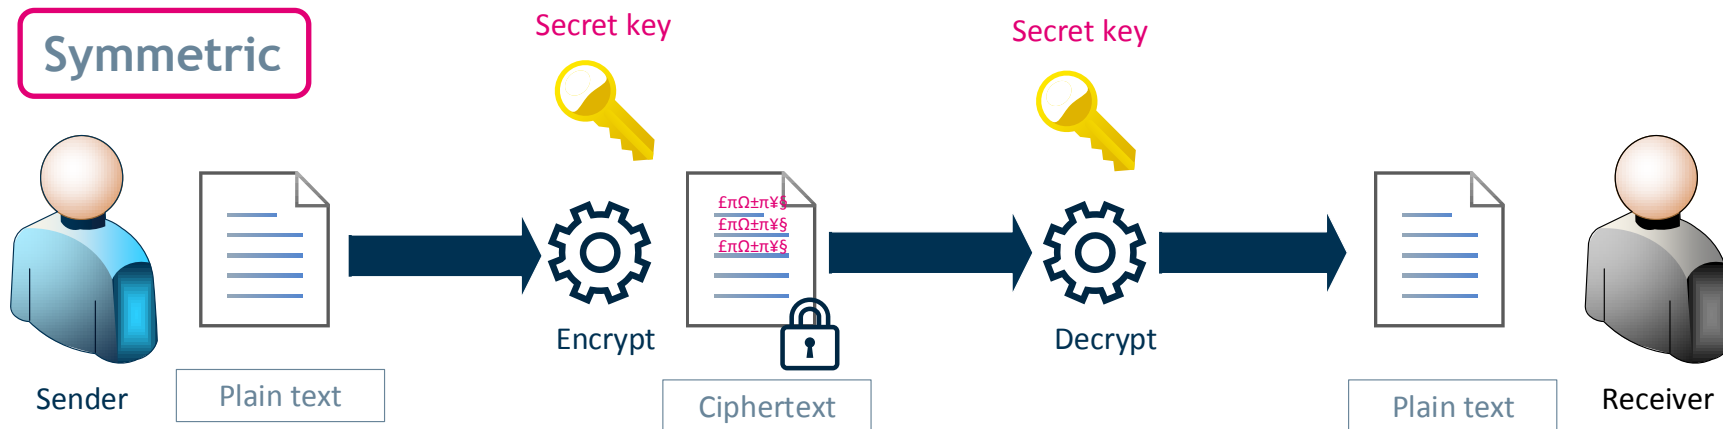 Symmetric
Secret key
Secret key
£πΩ±π¥§
£πΩ±π¥§
£πΩ±π¥§
Encrypt
Decrypt
Sender
Plain text
Ciphertext
Plain text
Receiver